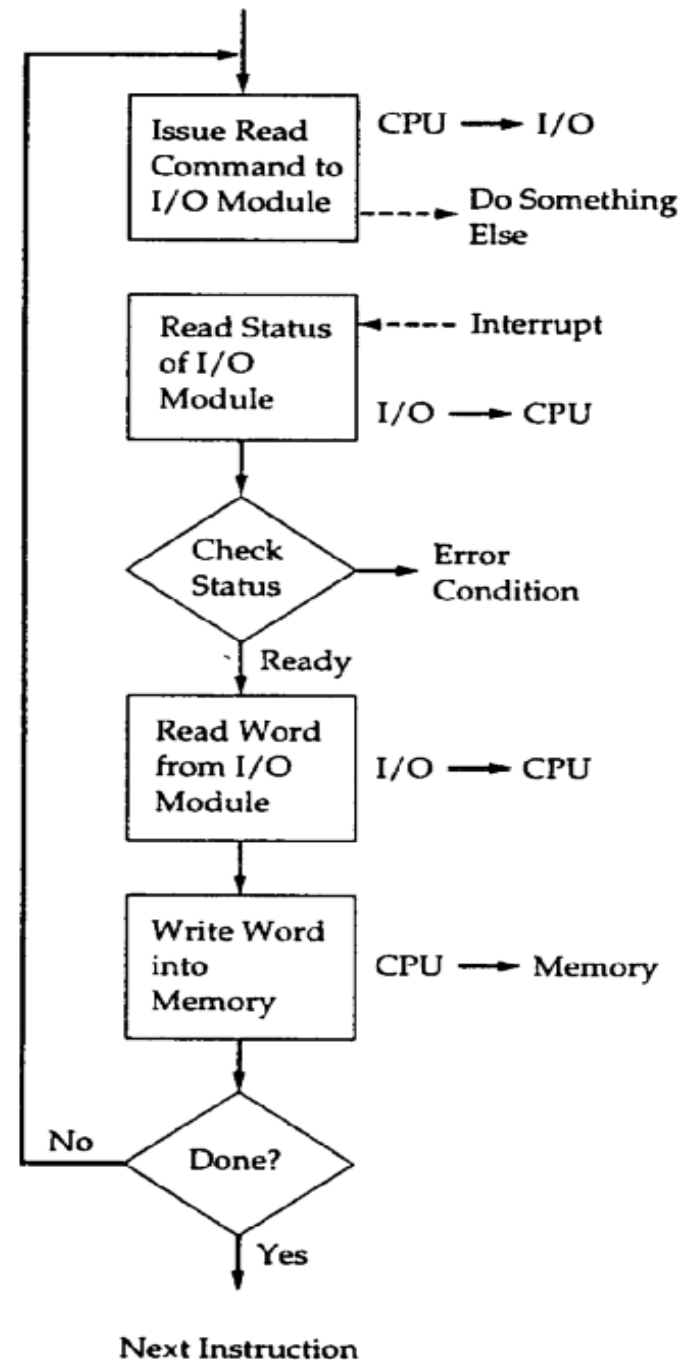 Issue Read
Command to
I/O Module
CPU → I/O
Do Something
Else
Read Status
of I/O
Module
Interrupt
I/O → CPU
Check
Status
Error
Condition
Ready
Read Word
from I/O
Module
I/O → CPU
Write Word
into
Memory
CPU → Memory
Done?
No
Yes
Next Instruction